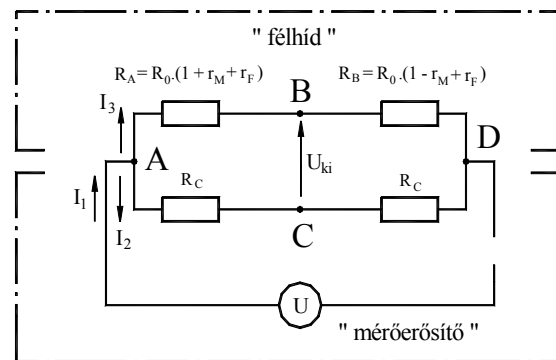 " félhíd "
R_A = R_0 .(1 + r_M + r_F)
R_B = R_0 .(1 - r_M + r_F)
I_3
B
A
D
U_ki
R_C
R_C
I_1
I_2
C
U
" mérőerősítő "